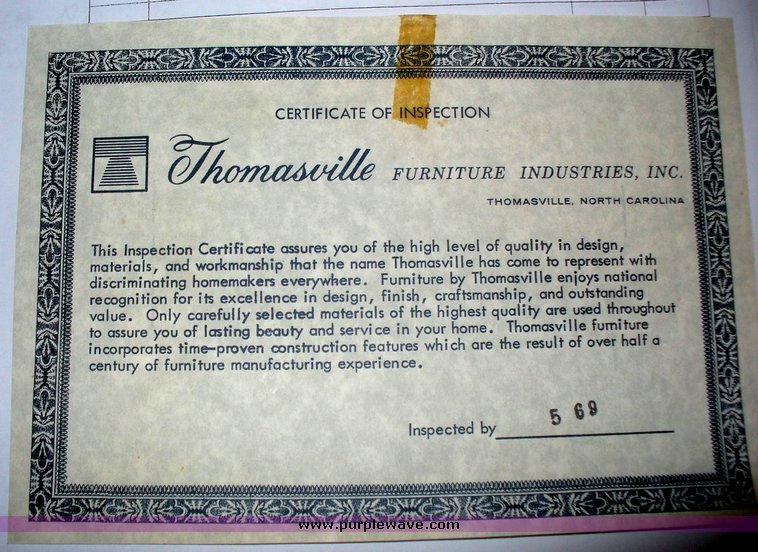 CERTIFICATE OF INSPECTION
Thomasville FURNITURE INDUSTRIES, INC.
THOMASVILLE, NORTH CAROLINA
This Inspection Certificate assures you of the high level of quality in design,
materials, and workmanship that the name Thomasville has come to represent with
discriminating homemakers everywhere. Furniture by Thomasville enjoys national
recognition for its excellence in design, finish, craftsmanship, and outstanding
value. Only carefully selected materials of the highest quality are used throughout
to assure you of lasting beauty and service in your home. Thomasville furniture
incorporates time-proven construction features which are the result of over half a
century of furniture manufacturing experience.
Inspected by 5 69
www.purplewave.com